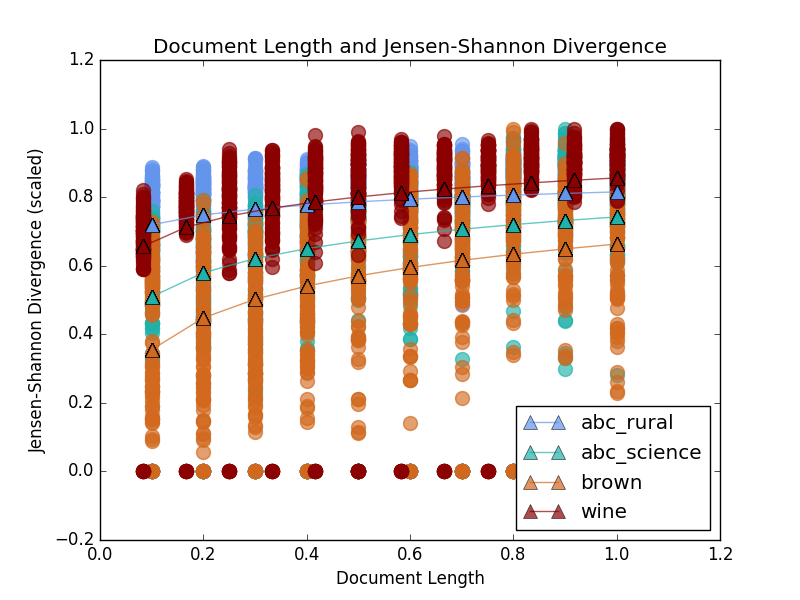 Document Length and Jensen-Shannon Divergence
Jensen-Shannon Divergence (scaled)
1.2
1.0
0.8
0.6
0.4
0.2
0.0
−0.2
abc_rural
abc_science
brown
wine
0.0 0.2 0.4 0.6 0.8 1.0 1.2
Document Length